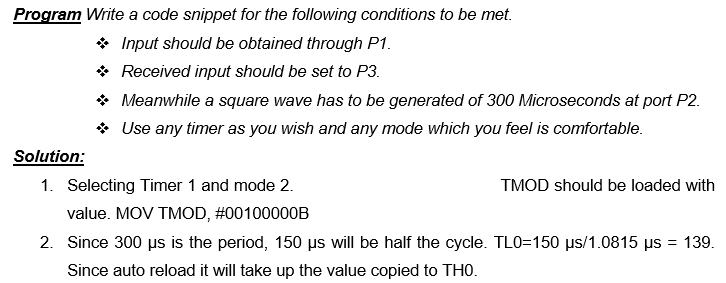 Program Write a code snippet for the following conditions to be met.
❖ Input should be obtained through P1.
❖ Received input should be set to P3.
❖ Meanwhile a square wave has to be generated of 300 Microseconds at port P2.
❖ Use any timer as you wish and any mode which you feel is comfortable.
Solution:
1. Selecting Timer 1 and mode 2. TMOD should be loaded with
value. MOV TMOD, #00100000B
2. Since 300 µs is the period, 150 µs will be half the cycle. TL0=150 µs/1.0815 µs = 139.
Since auto reload it will take up the value copied to TH0.